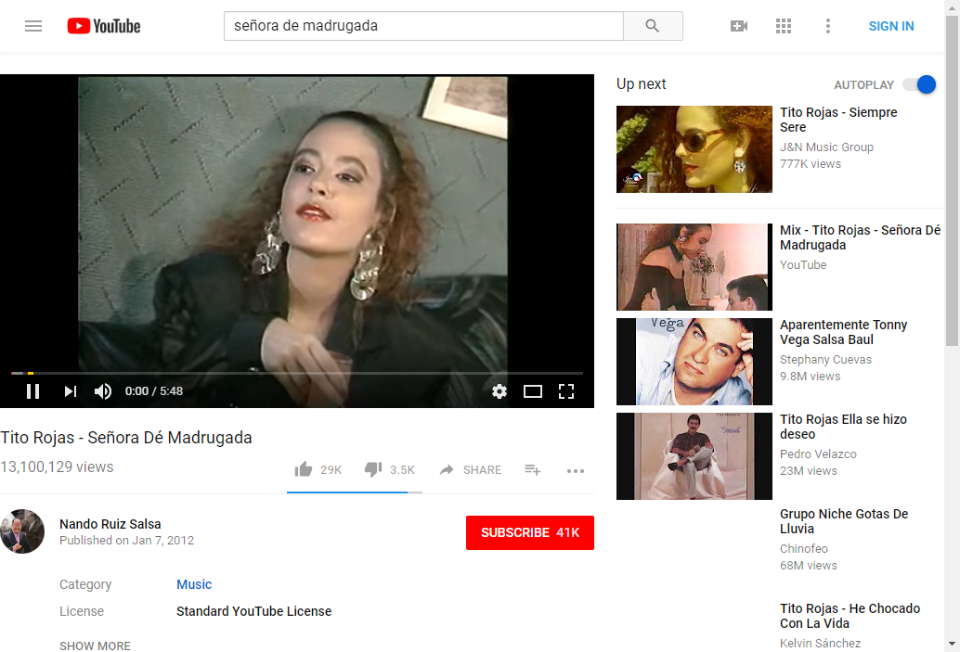 YouTube
señora de madrugada
SIGN IN
0:00 / 5:48
Tito Rojas - Señora Dé Madrugada
13,100,129 views
29K
3.5K
SHARE
Nando Ruiz Salsa
Published on Jan 7, 2012
SUBSCRIBE 41K
Category
Music
License
Standard YouTube License
SHOW MORE
Up next
AUTOPLAY
Tito Rojas - Siempre
Sere
J&N Music Group
777K views
Mix - Tito Rojas - Señora Dé
Madrugada
YouTube
Vega
Aparentemente Tonny
Vega Salsa Baul
Stephany Cuevas
9.8M views
Tito Rojas Ella se hizo
deseo
Pedro Velazco
23M views
Grupo Niche Gotas De
Lluvia
Chinofeo
68M views
Tito Rojas - He Chocado
Con La Vida
Kelvin Sánchez